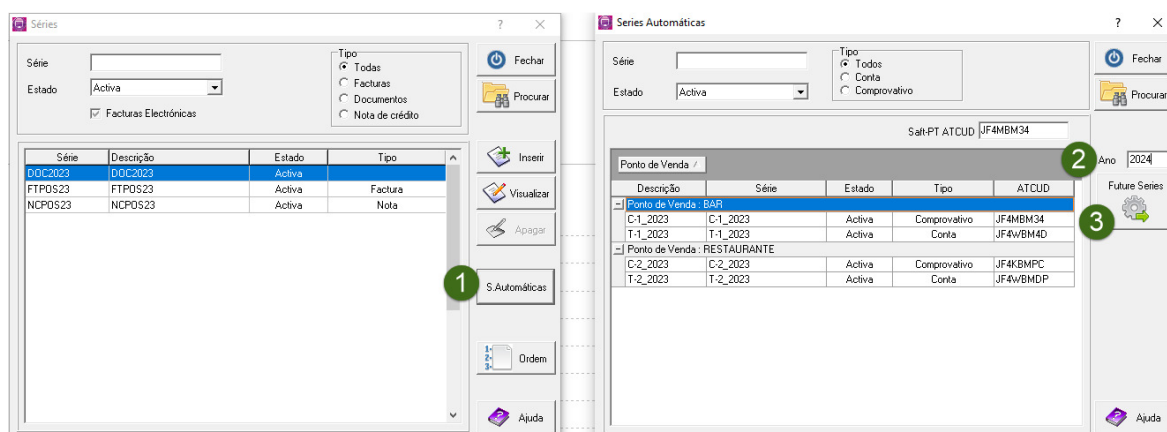 Séries ? ×
Série
Estado Activa
Facturas Electrónicas
Tipo
Todas
Facturas
Documentos
Nota de crédito
Fechar
Procurar
Série Descrição Estado Tipo
DOC2023 DOC2023 Activa
FTPOS23 FTPOS23 Activa Factura
NCPOS23 NCPOS23 Activa Nota
Inserir
Visualizar
Apagar
1 S.Automáticas
1-
2-
3-
Ordem
Ajuda
Series Automáticas ? ×
Série
Estado Activa
Tipo
Todos
Conta
Comprovativo
Fechar
Procurar
Saft-PT ATCUD JF4MBM34
Ponto de Venda
2 Ano 2024
Future Series
3
Descrição Série Estado Tipo ATCUD
Ponto de Venda : BAR
C-1_2023 C-1_2023 Activa Comprovativo JF4MBM34
T-1_2023 T-1_2023 Activa Conta JF4WBM4D
Ponto de Venda : RESTAURANTE
C-2_2023 C-2_2023 Activa Comprovativo JF4KBMPC
T-2_2023 T-2_2023 Activa Conta JF4WBMDP
Ajuda